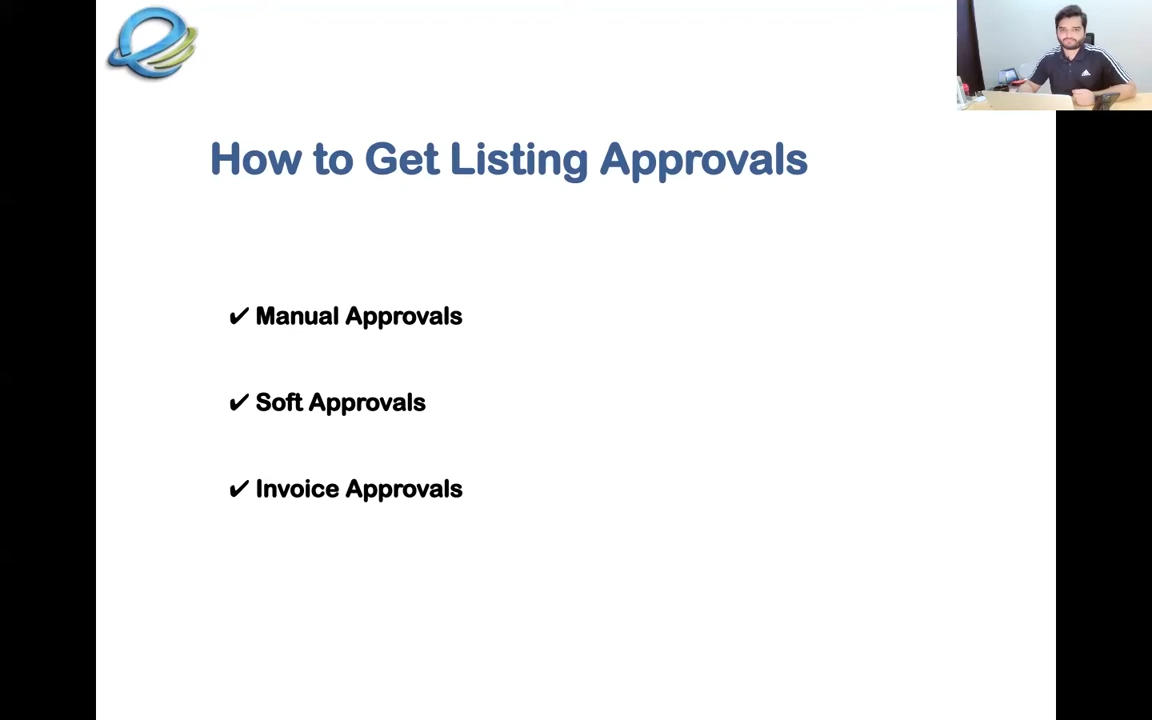 How to Get Listing Approvals
✔ Manual Approvals
✔ Soft Approvals
✔ Invoice Approvals